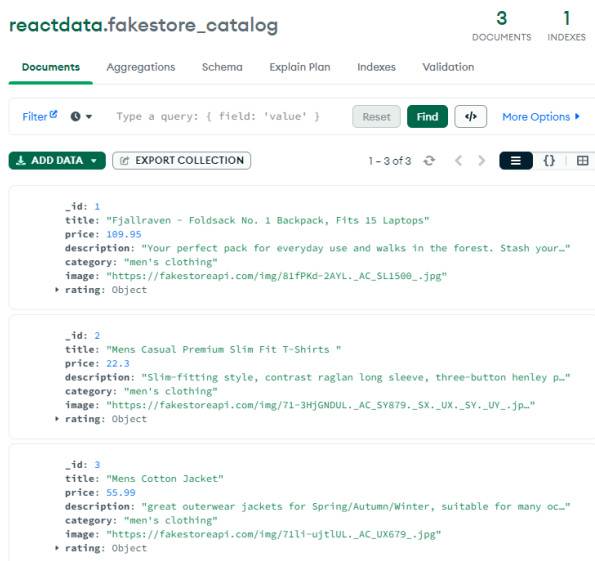 reactdata.fakestore_catalog
3 DOCUMENTS
1 INDEXES
Documents Aggregations Schema Explain Plan Indexes Validation
Filter Type a query: { field: 'value' } Reset Find </> More Options
ADD DATA EXPORT COLLECTION 1 – 3 of 3 {}
_id: 1
title: "Fjallraven - Foldsack No. 1 Backpack, Fits 15 Laptops"
price: 109.95
description: "Your perfect pack for everyday use and walks in the forest. Stash your…"
category: "men's clothing"
image: "https://fakestoreapi.com/img/81fPKd-2AYL._AC_SL1500_.jpg"
rating: Object
_id: 2
title: "Mens Casual Premium Slim Fit T-Shirts "
price: 22.3
description: "Slim-fitting style, contrast raglan long sleeve, three-button henley p…"
category: "men's clothing"
image: "https://fakestoreapi.com/img/71-3HjGNDUL._AC_SY879._SX._UX._SY._UY_.jp…"
rating: Object
_id: 3
title: "Mens Cotton Jacket"
price: 55.99
description: "great outerwear jackets for Spring/Autumn/Winter, suitable for many oc…"
category: "men's clothing"
image: "https://fakestoreapi.com/img/71li-ujtlUL._AC_UX679_.jpg"
rating: Object